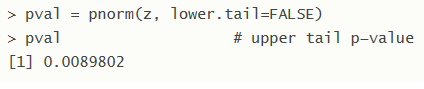 > pval = pnorm(z, lower.tail=FALSE)
> pval                   # upper tail p−value
[1] 0.0089802